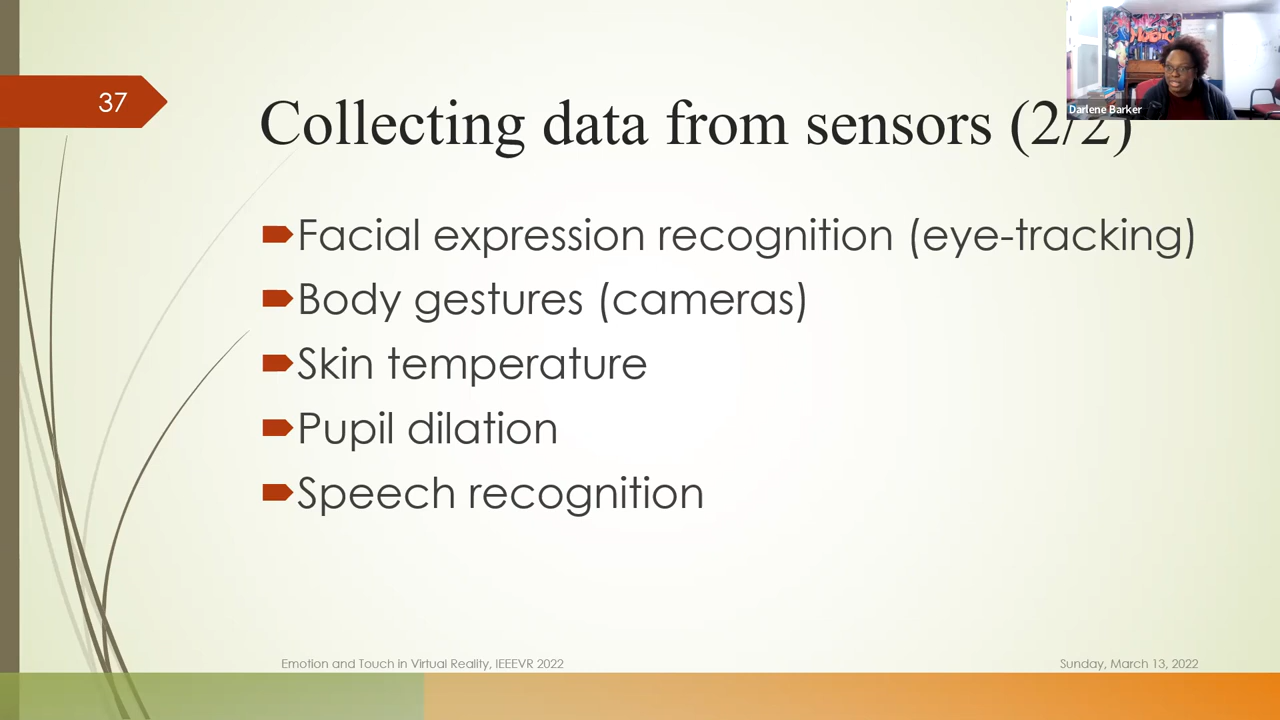 37
Collecting data from sensors (2/2)
Darlene Barker
Facial expression recognition (eye-tracking)
Body gestures (cameras)
Skin temperature
Pupil dilation
Speech recognition
Emotion and Touch in Virtual Reality, IEEEVR 2022
Sunday, March 13, 2022